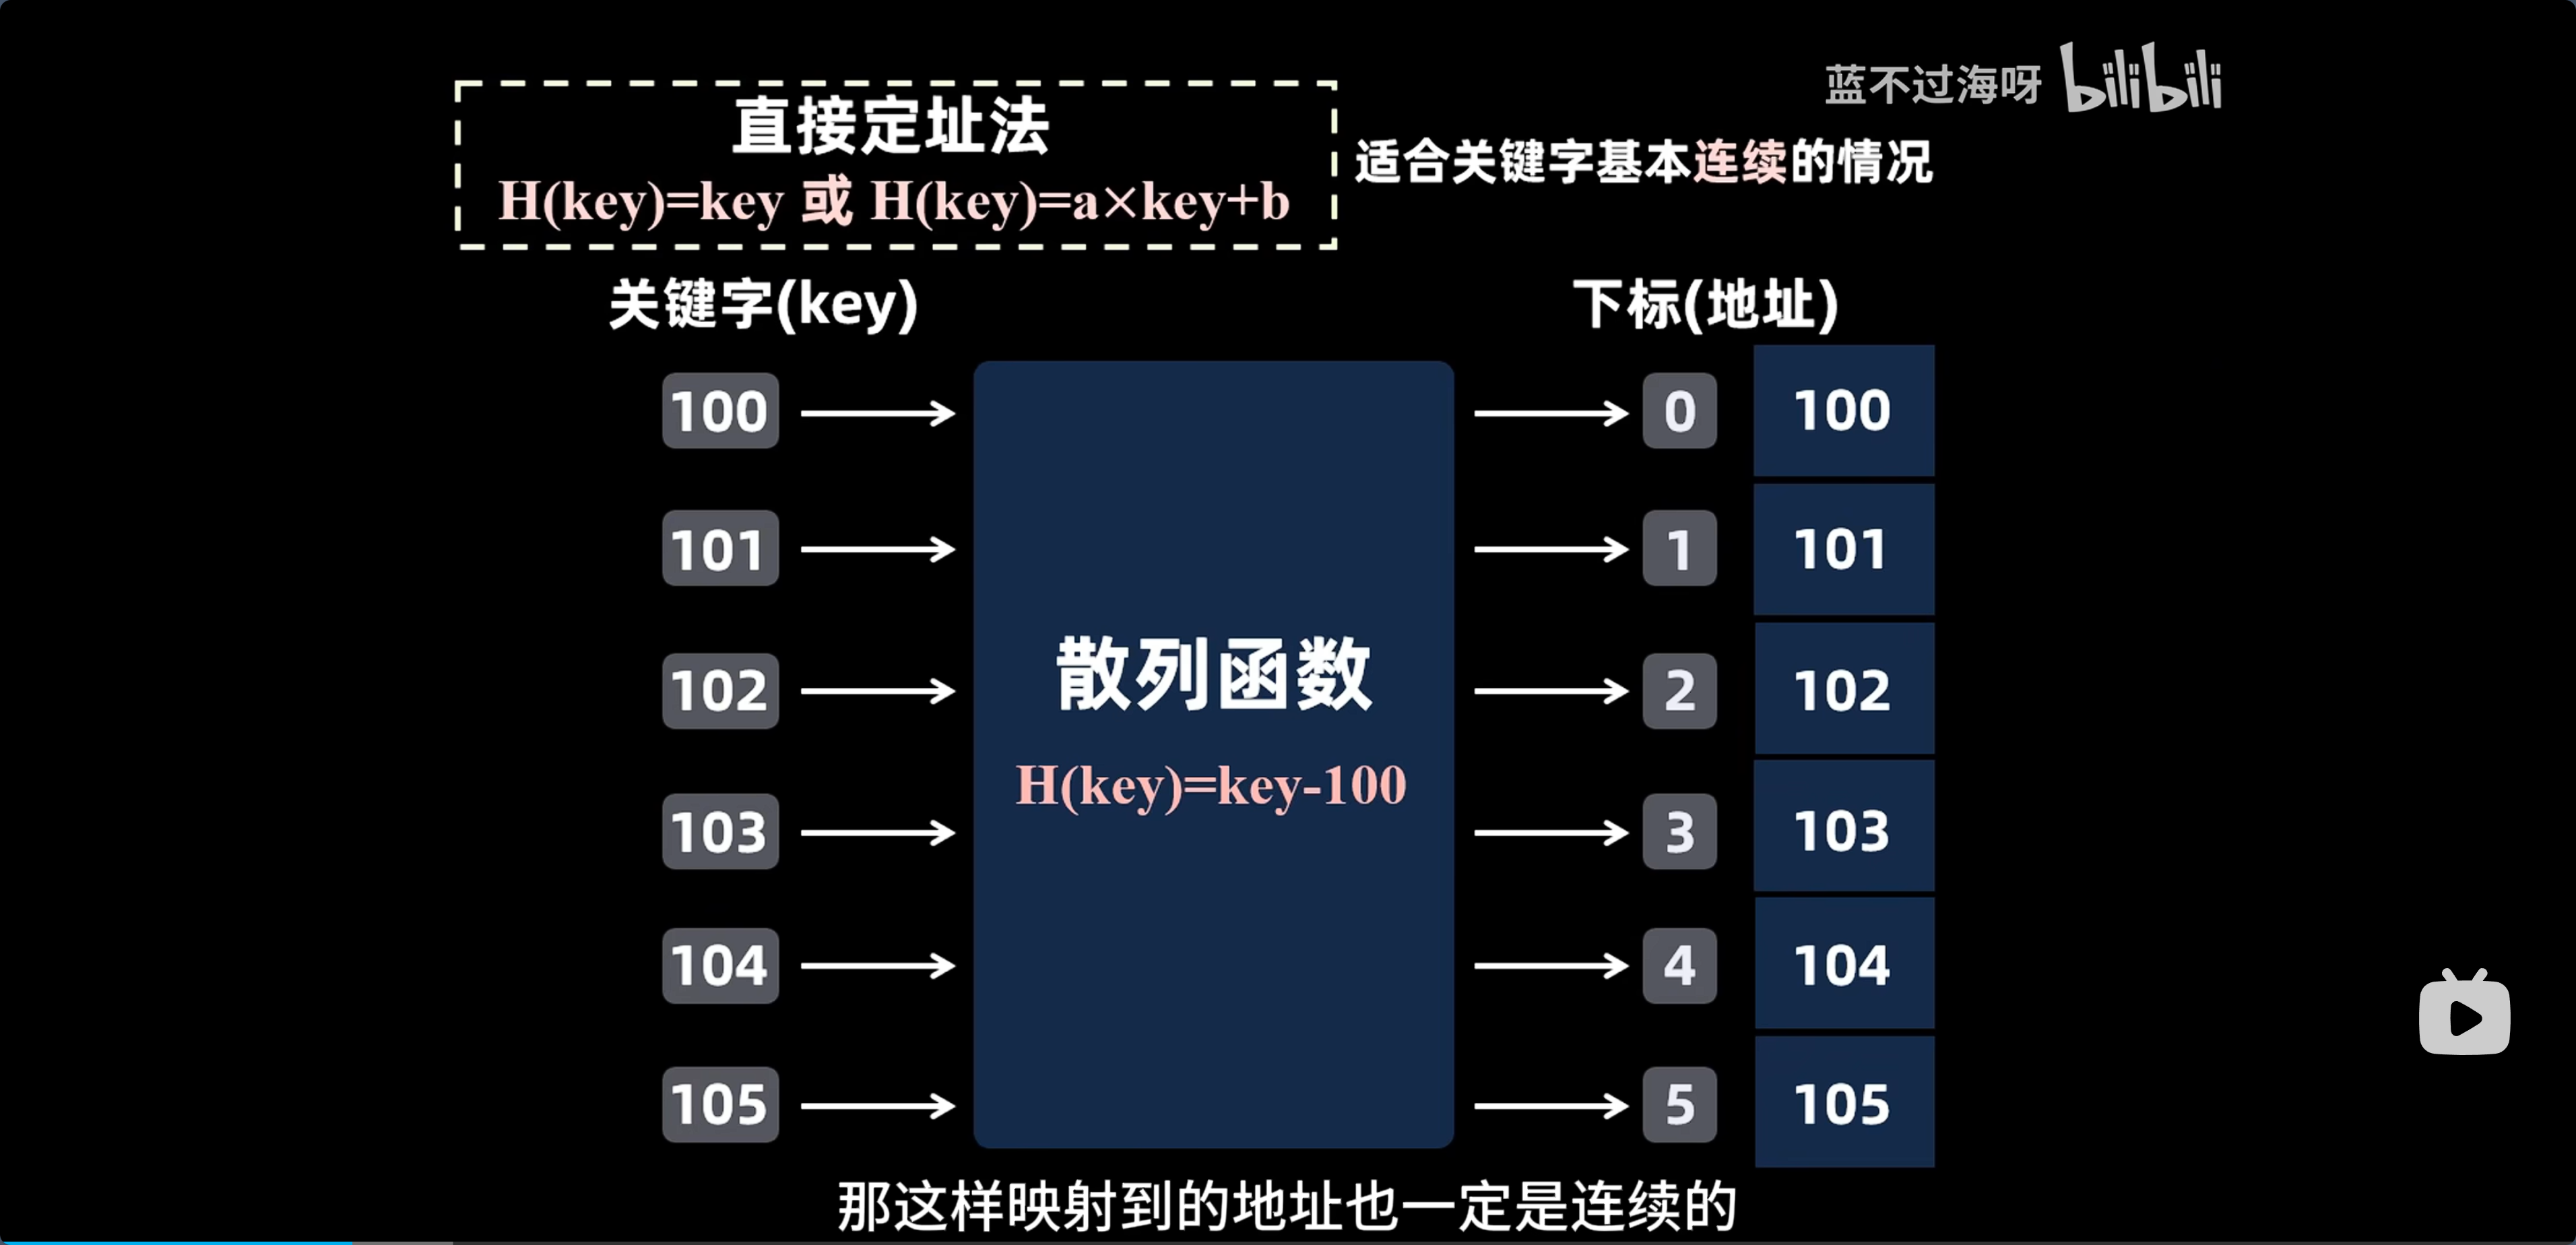 蓝不过海呀 bilibili
直接定址法
H(key)=key 或 H(key)=a×key+b
适合关键字基本连续的情况
关键字(key)
下标(地址)
100
0
100
101
1
101
102
2
102
散列函数
H(key)=key-100
103
3
103
104
4
104
105
5
105
那这样映射到的地址也一定是连续的